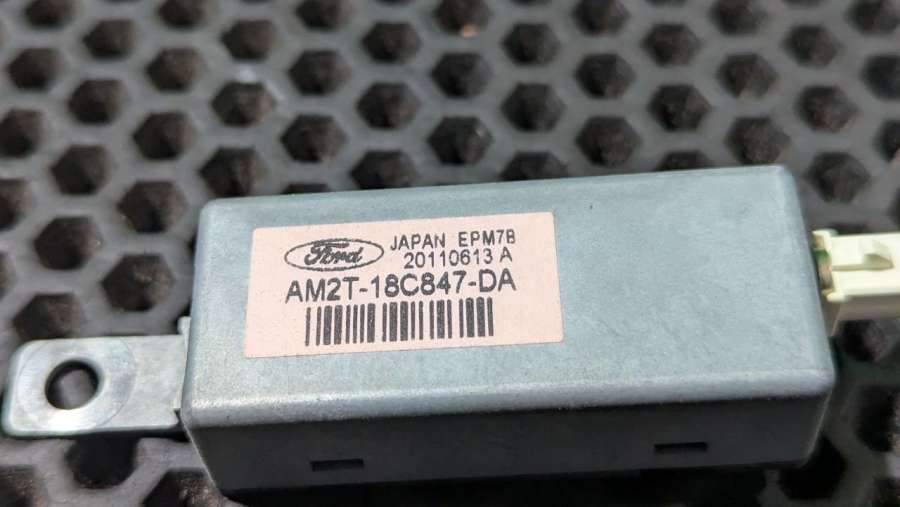 Ford JAPAN EPM7B
20110613 A
AM2T-18C847-DA